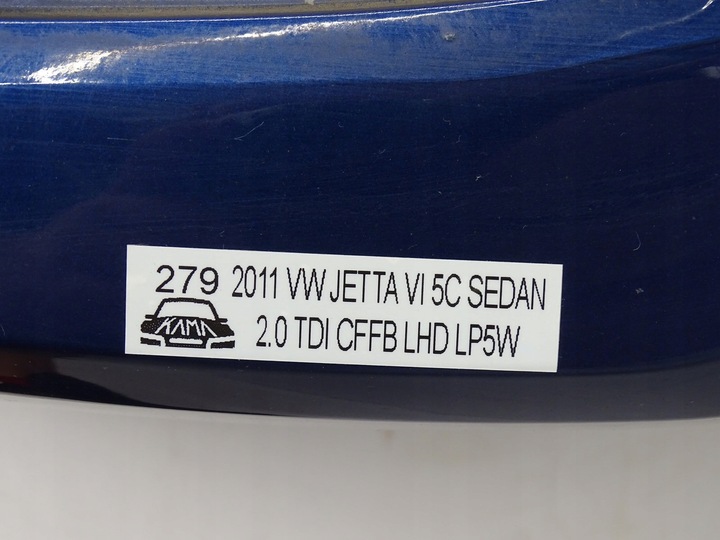 279 2011 VW JETTA VI 5C SEDAN
KAMA 2.0 TDI CFFB LHD LP5W